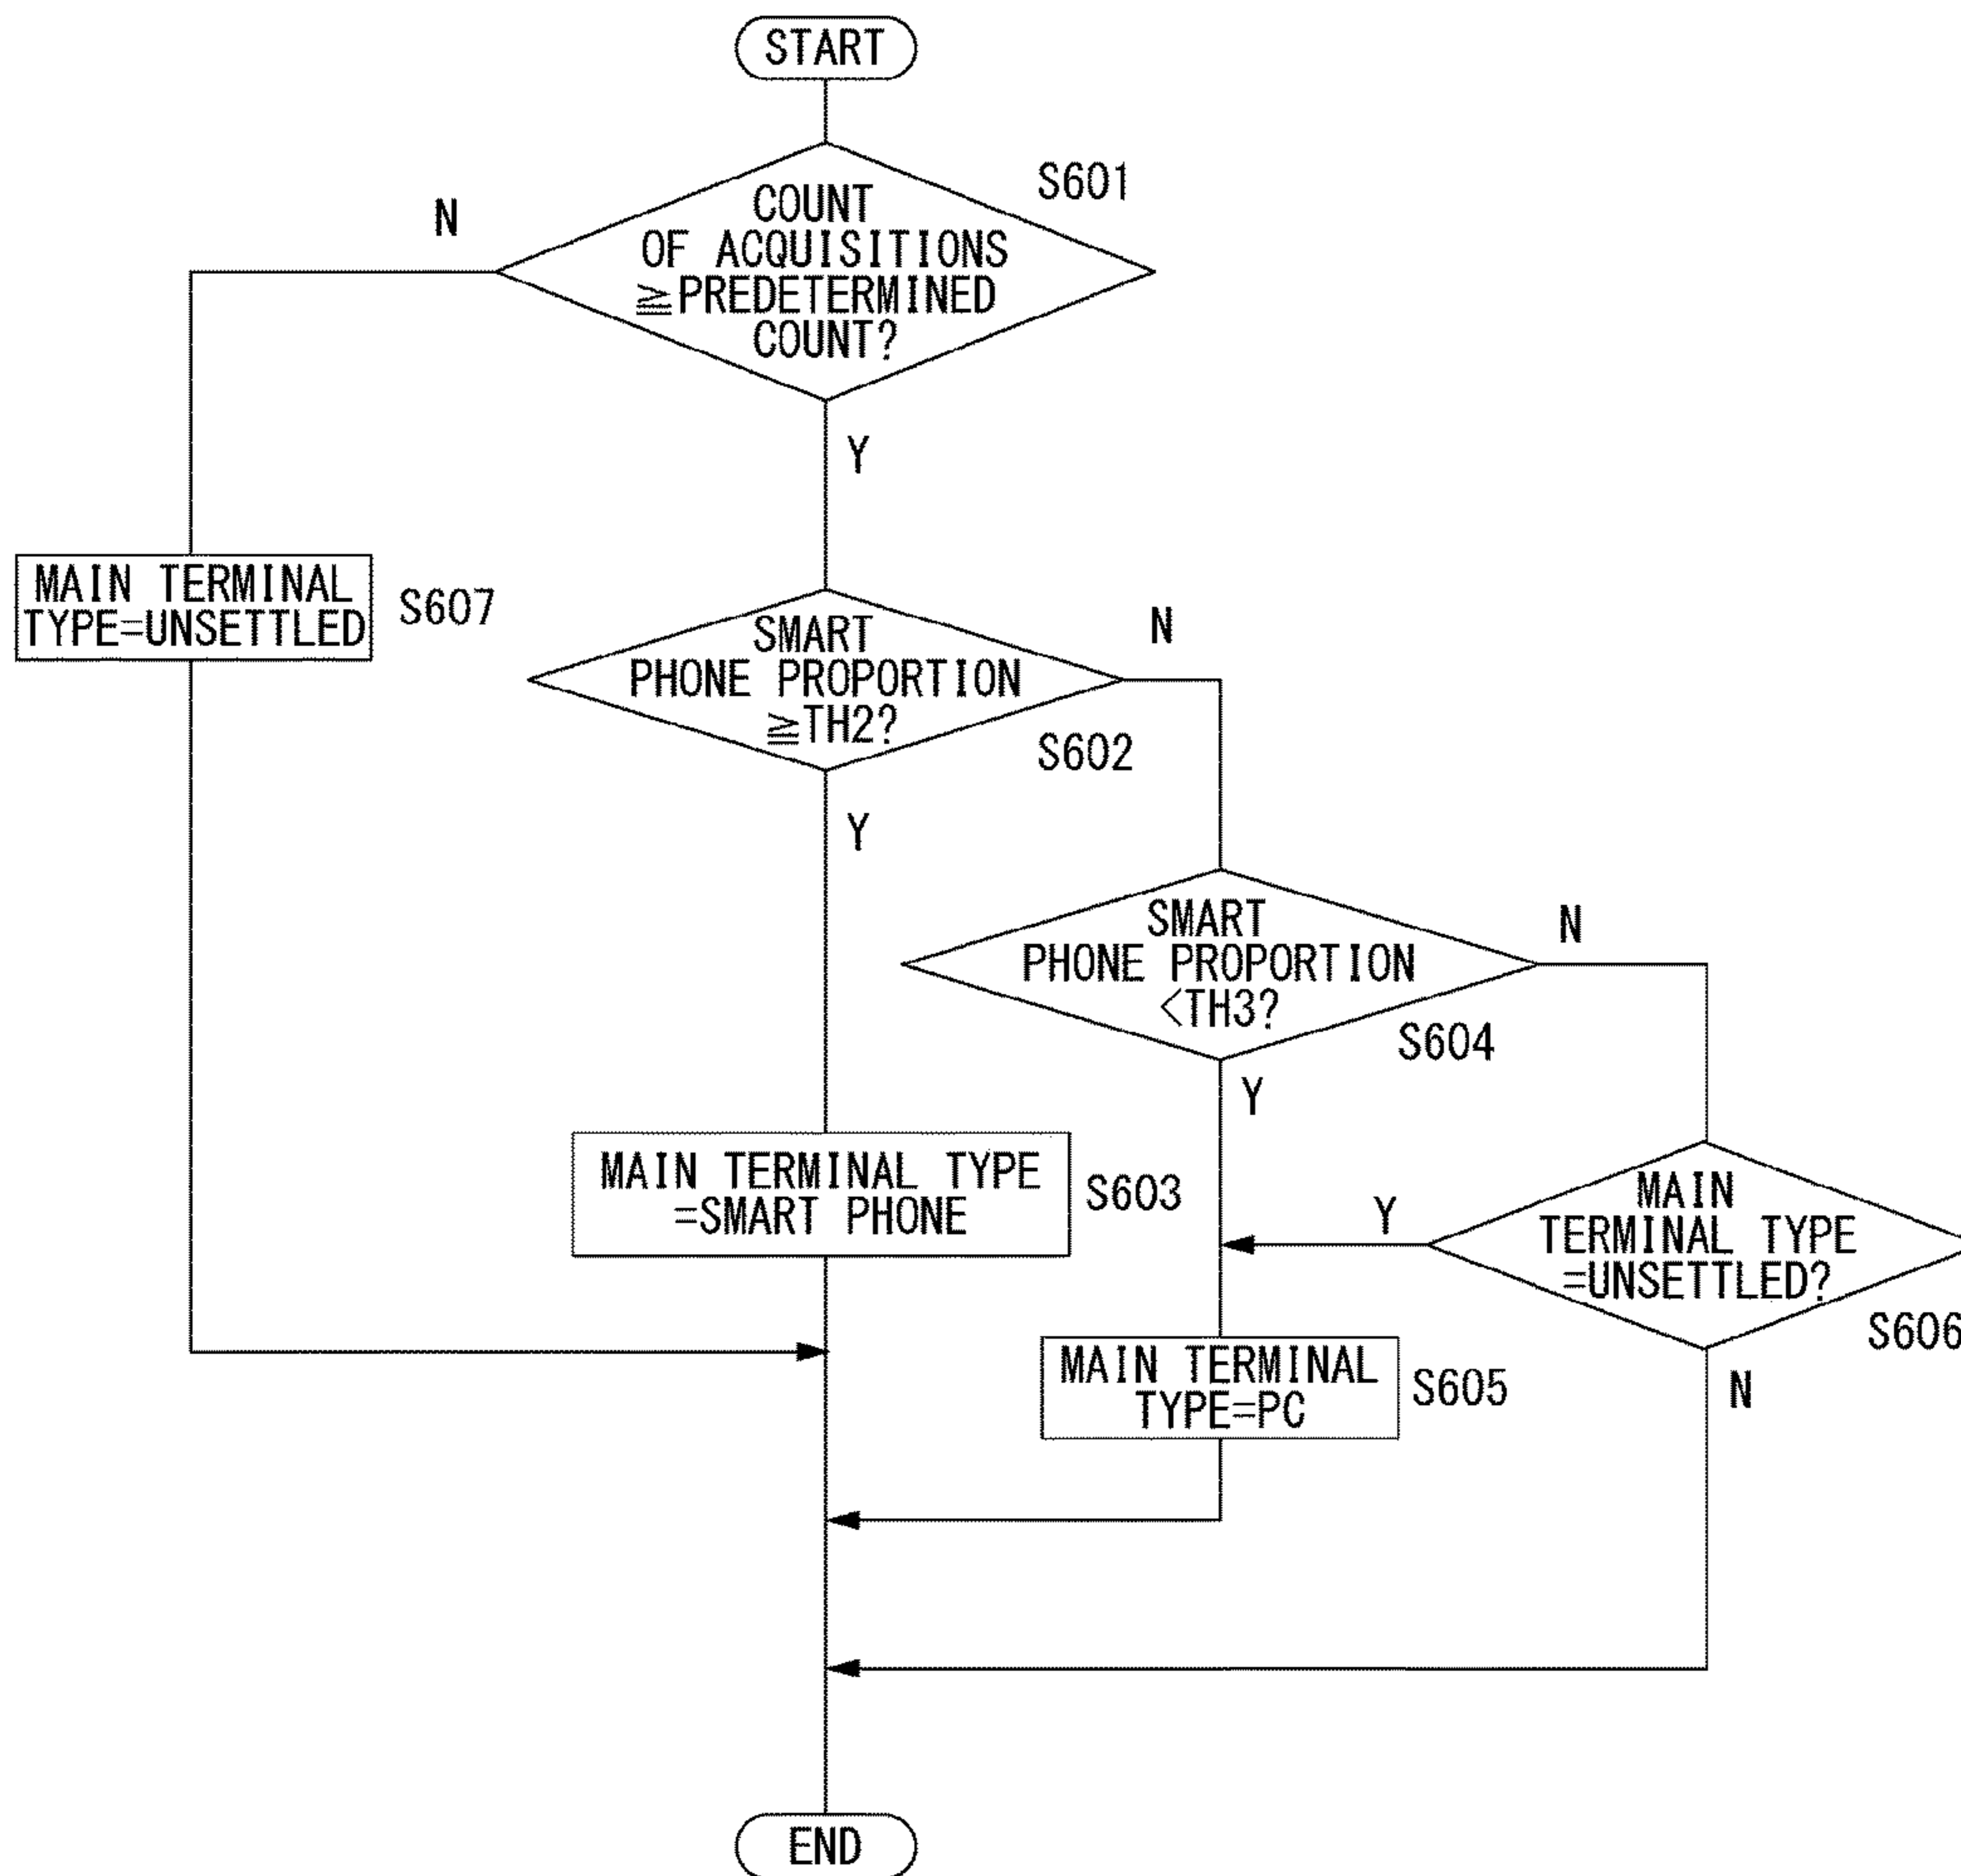 START
S601
N
COUNT
OF ACQUISITIONS
≧PREDETERMINED
COUNT?
Y
MAIN TERMINAL
TYPE=UNSETTLED
S607
SMART
PHONE PROPORTION
≧TH2?
N
S602
Y
SMART
PHONE PROPORTION
<TH3?
N
S604
Y
MAIN TERMINAL TYPE
=SMART PHONE
S603
MAIN
TERMINAL TYPE
=UNSETTLED?
Y
S606
N
MAIN TERMINAL
TYPE=PC
S605
END